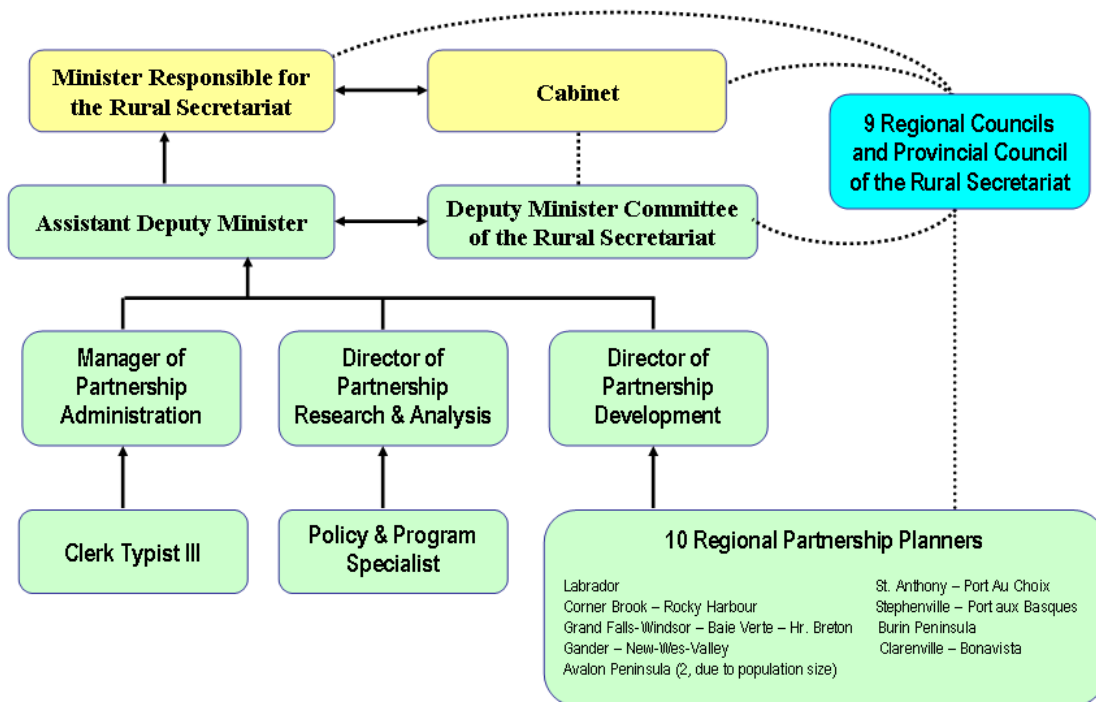 Minister Responsible for
the Rural Secretariat
Cabinet
9 Regional Councils
and Provincial Council
of the Rural Secretariat
Assistant Deputy Minister
Deputy Minister Committee
of the Rural Secretariat
Manager of
Partnership
Administration
Director of
Partnership
Research & Analysis
Director of
Partnership
Development
Clerk Typist III
Policy & Program
Specialist
10 Regional Partnership Planners
Labrador
Corner Brook – Rocky Harbour
Grand Falls-Windsor – Baie Verte – Hr. Breton
Gander – New-Wes-Valley
Avalon Peninsula (2, due to population size)
St. Anthony – Port Au Choix
Stephenville – Port aux Basques
Burin Peninsula
Clarenville – Bonavista